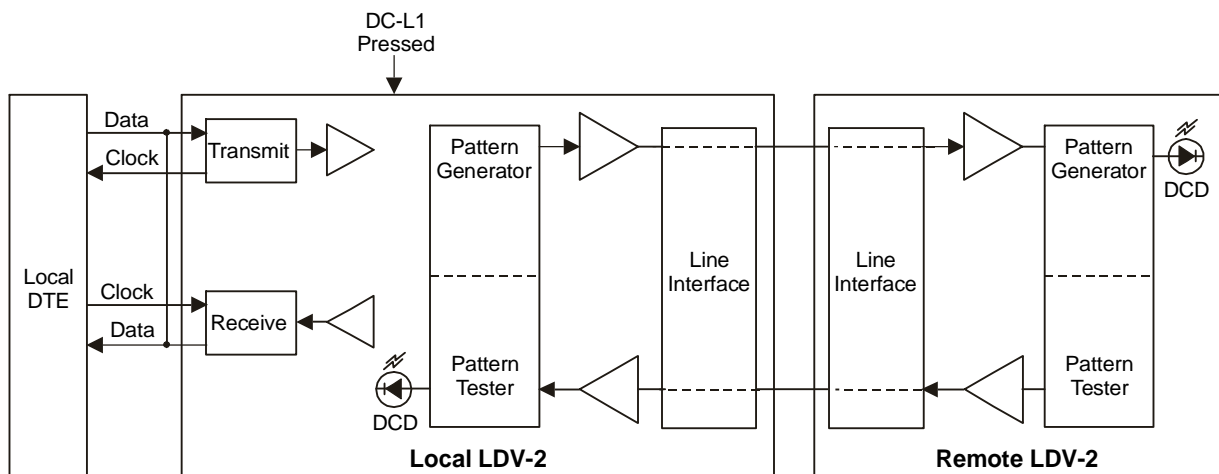 DC-L1
Pressed
Data
Transmit
Clock
Pattern
Generator
Pattern
Generator
DCD
Local
DTE
Line
Interface
Line
Interface
Clock
Receive
Data
Pattern
Tester
Pattern
Tester
DCD
Local LDV-2
Remote LDV-2